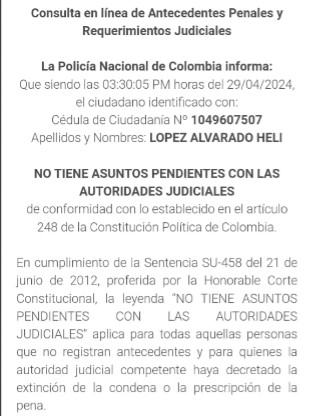 Consulta en línea de Antecedentes Penales y
Requerimientos Judiciales
La Policía Nacional de Colombia informa:
Que siendo las 03:30:05 PM horas del 29/04/2024,
el ciudadano identificado con:
Cédula de Ciudadanía Nº 1049607507
Apellidos y Nombres: LOPEZ ALVARADO HELI
NO TIENE ASUNTOS PENDIENTES CON LAS
AUTORIDADES JUDICIALES
de conformidad con lo establecido en el artículo
248 de la Constitución Política de Colombia.
En cumplimiento de la Sentencia SU-458 del 21 de
junio de 2012, proferida por la Honorable Corte
Constitucional, la leyenda “NO TIENE ASUNTOS
PENDIENTES CON LAS AUTORIDADES
JUDICIALES” aplica para todas aquellas personas
que no registran antecedentes y para quienes la
autoridad judicial competente haya decretado la
extinción de la condena o la prescripción de la
pena.